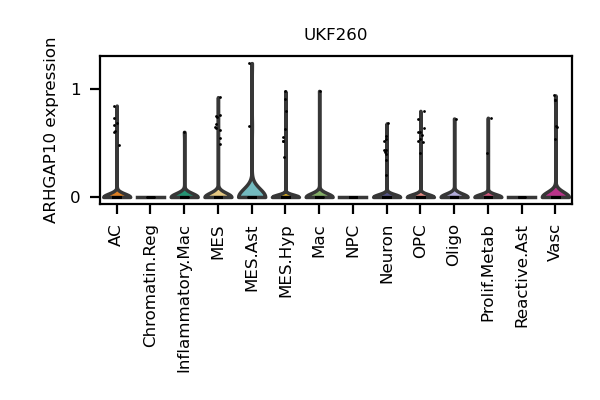 UKF260
ARHGAP10 expression
1
0
AC
Chromatin.Reg
Inflammatory.Mac
MES
MES.Ast
MES.Hyp
Mac
NPC
Neuron
OPC
Oligo
Prolif.Metab
Reactive.Ast
Vasc